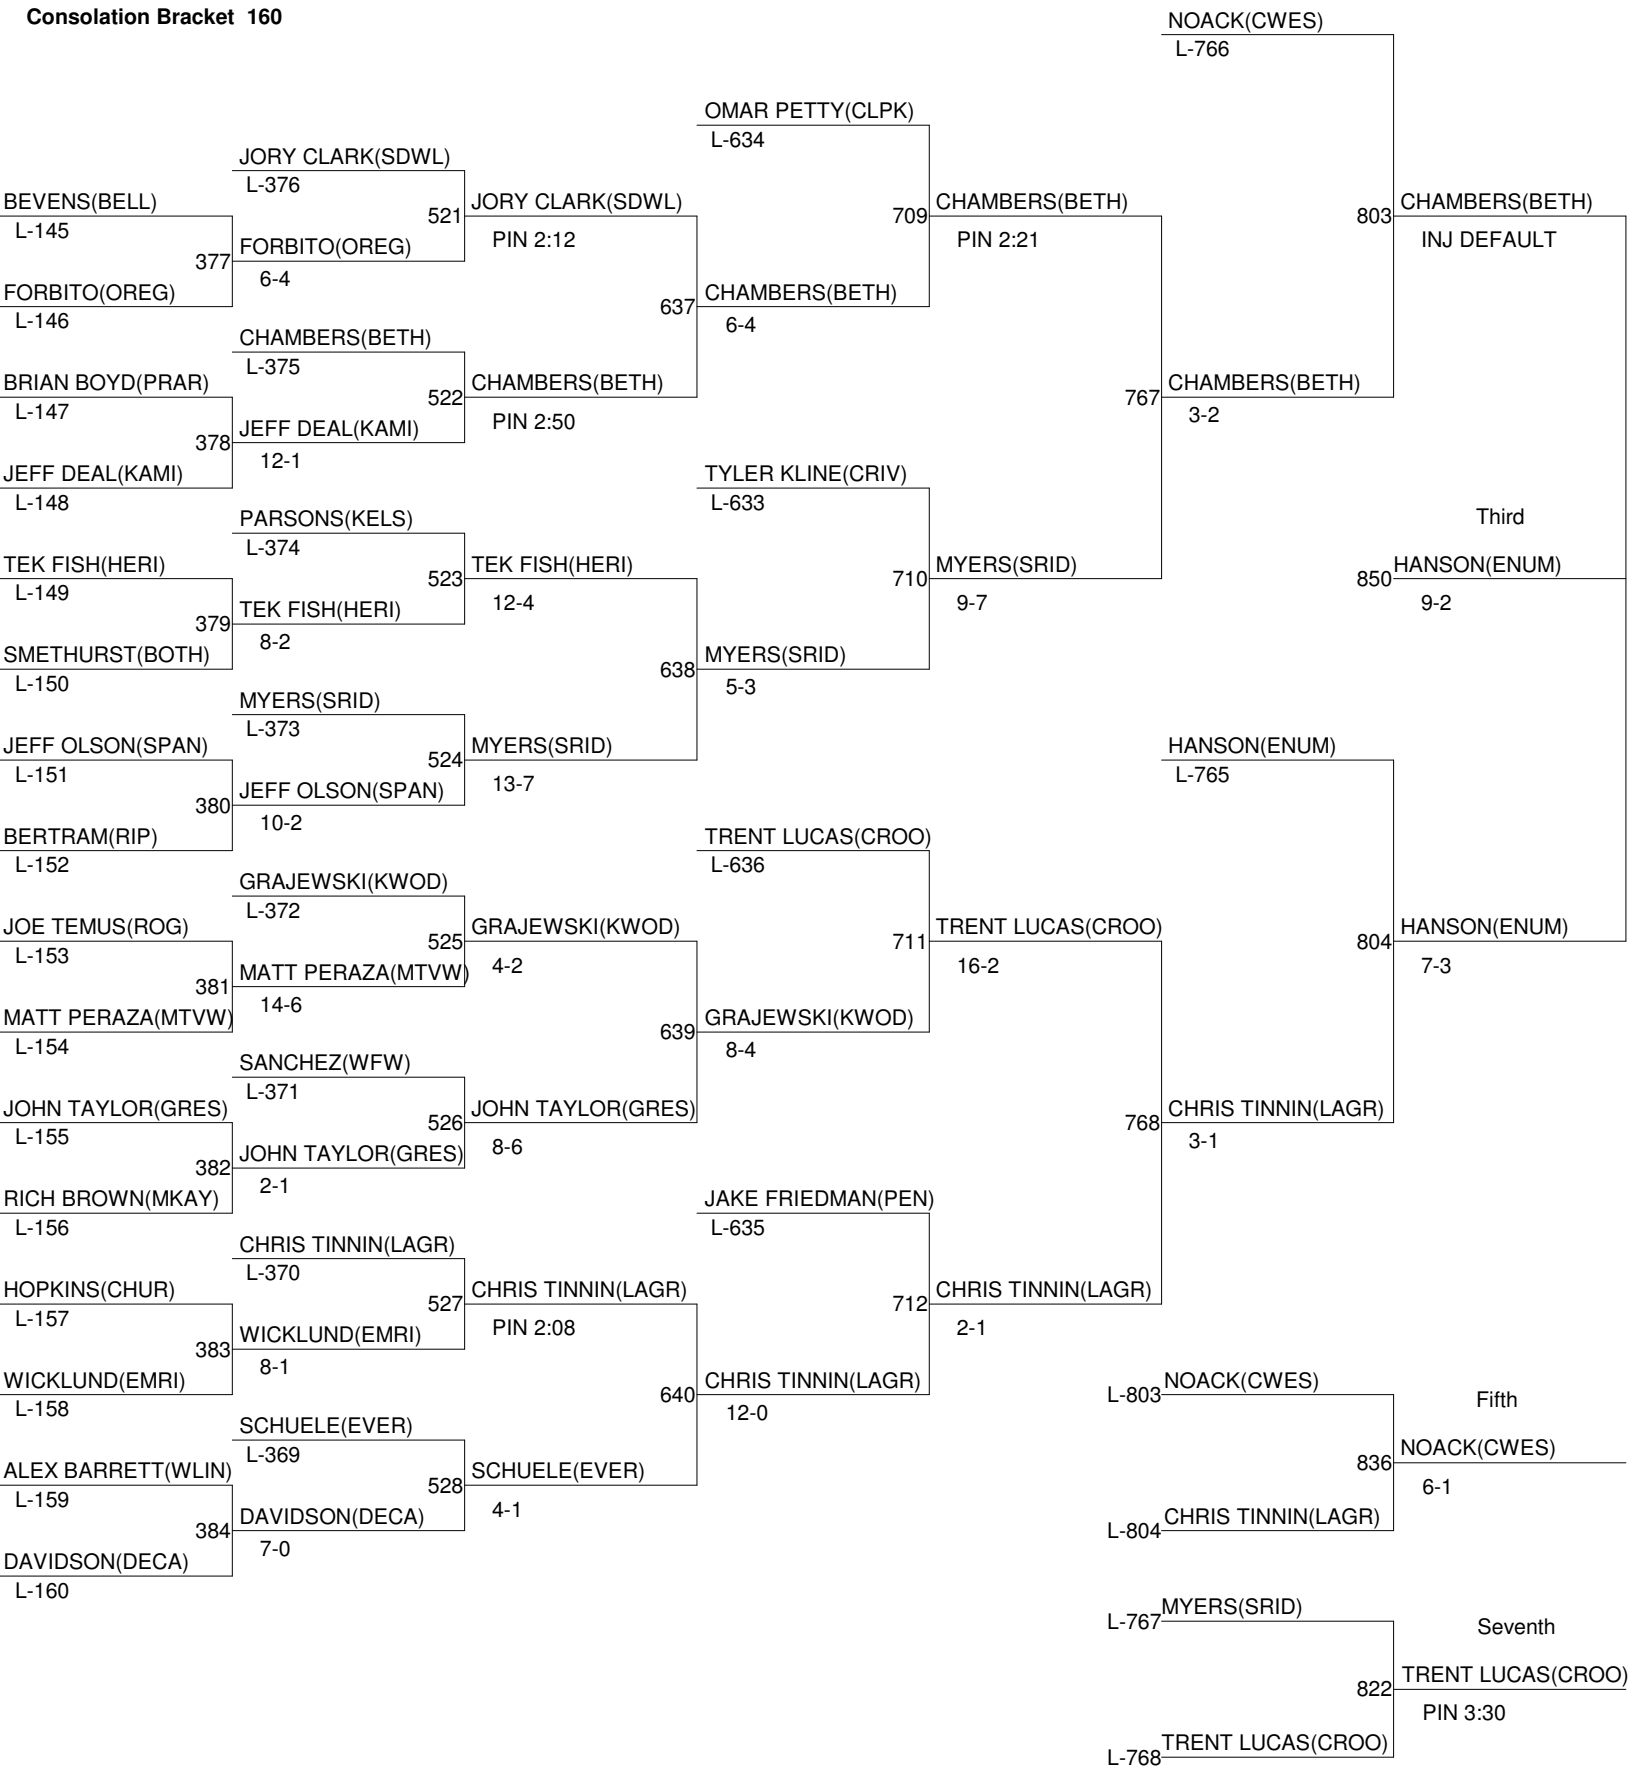 Consolation Bracket 160
NOACK(CWES)
L-766
OMAR PETTY(CLPK)
L-634
JORY CLARK(SDWL)
L-376
BEVENS(BELL)
L-145
521
JORY CLARK(SDWL)
PIN 2:12
709
CHAMBERS(BETH)
PIN 2:21
803
CHAMBERS(BETH)
INJ DEFAULT
377
FORBITO(OREG)
6-4
FORBITO(OREG)
L-146
637
CHAMBERS(BETH)
6-4
CHAMBERS(BETH)
L-375
BRIAN BOYD(PRAR)
L-147
522
CHAMBERS(BETH)
PIN 2:50
767
CHAMBERS(BETH)
3-2
378
JEFF DEAL(KAMI)
12-1
JEFF DEAL(KAMI)
L-148
TYLER KLINE(CRIV)
L-633
PARSONS(KELS)
L-374
Third
TEK FISH(HERI)
L-149
523
TEK FISH(HERI)
12-4
710
MYERS(SRID)
9-7
850
HANSON(ENUM)
9-2
379
TEK FISH(HERI)
8-2
SMETHURST(BOTH)
L-150
638
MYERS(SRID)
5-3
MYERS(SRID)
L-373
JEFF OLSON(SPAN)
L-151
524
MYERS(SRID)
13-7
HANSON(ENUM)
L-765
380
JEFF OLSON(SPAN)
10-2
BERTRAM(RIP)
L-152
TRENT LUCAS(CROO)
L-636
GRAJEWSKI(KWOD)
L-372
JOE TEMUS(ROG)
L-153
525
GRAJEWSKI(KWOD)
4-2
711
TRENT LUCAS(CROO)
16-2
804
HANSON(ENUM)
7-3
381
MATT PERAZA(MTVW)
14-6
MATT PERAZA(MTVW)
L-154
639
GRAJEWSKI(KWOD)
8-4
SANCHEZ(WFW)
L-371
JOHN TAYLOR(GRES)
L-155
526
JOHN TAYLOR(GRES)
8-6
768
CHRIS TINNIN(LAGR)
3-1
382
JOHN TAYLOR(GRES)
2-1
RICH BROWN(MKAY)
L-156
JAKE FRIEDMAN(PEN)
L-635
CHRIS TINNIN(LAGR)
L-370
HOPKINS(CHUR)
L-157
527
CHRIS TINNIN(LAGR)
PIN 2:08
712
CHRIS TINNIN(LAGR)
2-1
383
WICKLUND(EMRI)
8-1
WICKLUND(EMRI)
L-158
640
CHRIS TINNIN(LAGR)
12-0
L-803
NOACK(CWES)
Fifth
SCHUELE(EVER)
L-369
836
NOACK(CWES)
6-1
ALEX BARRETT(WLIN)
L-159
528
SCHUELE(EVER)
4-1
384
DAVIDSON(DECA)
7-0
L-804
CHRIS TINNIN(LAGR)
DAVIDSON(DECA)
L-160
L-767
MYERS(SRID)
Seventh
822
TRENT LUCAS(CROO)
PIN 3:30
L-768
TRENT LUCAS(CROO)